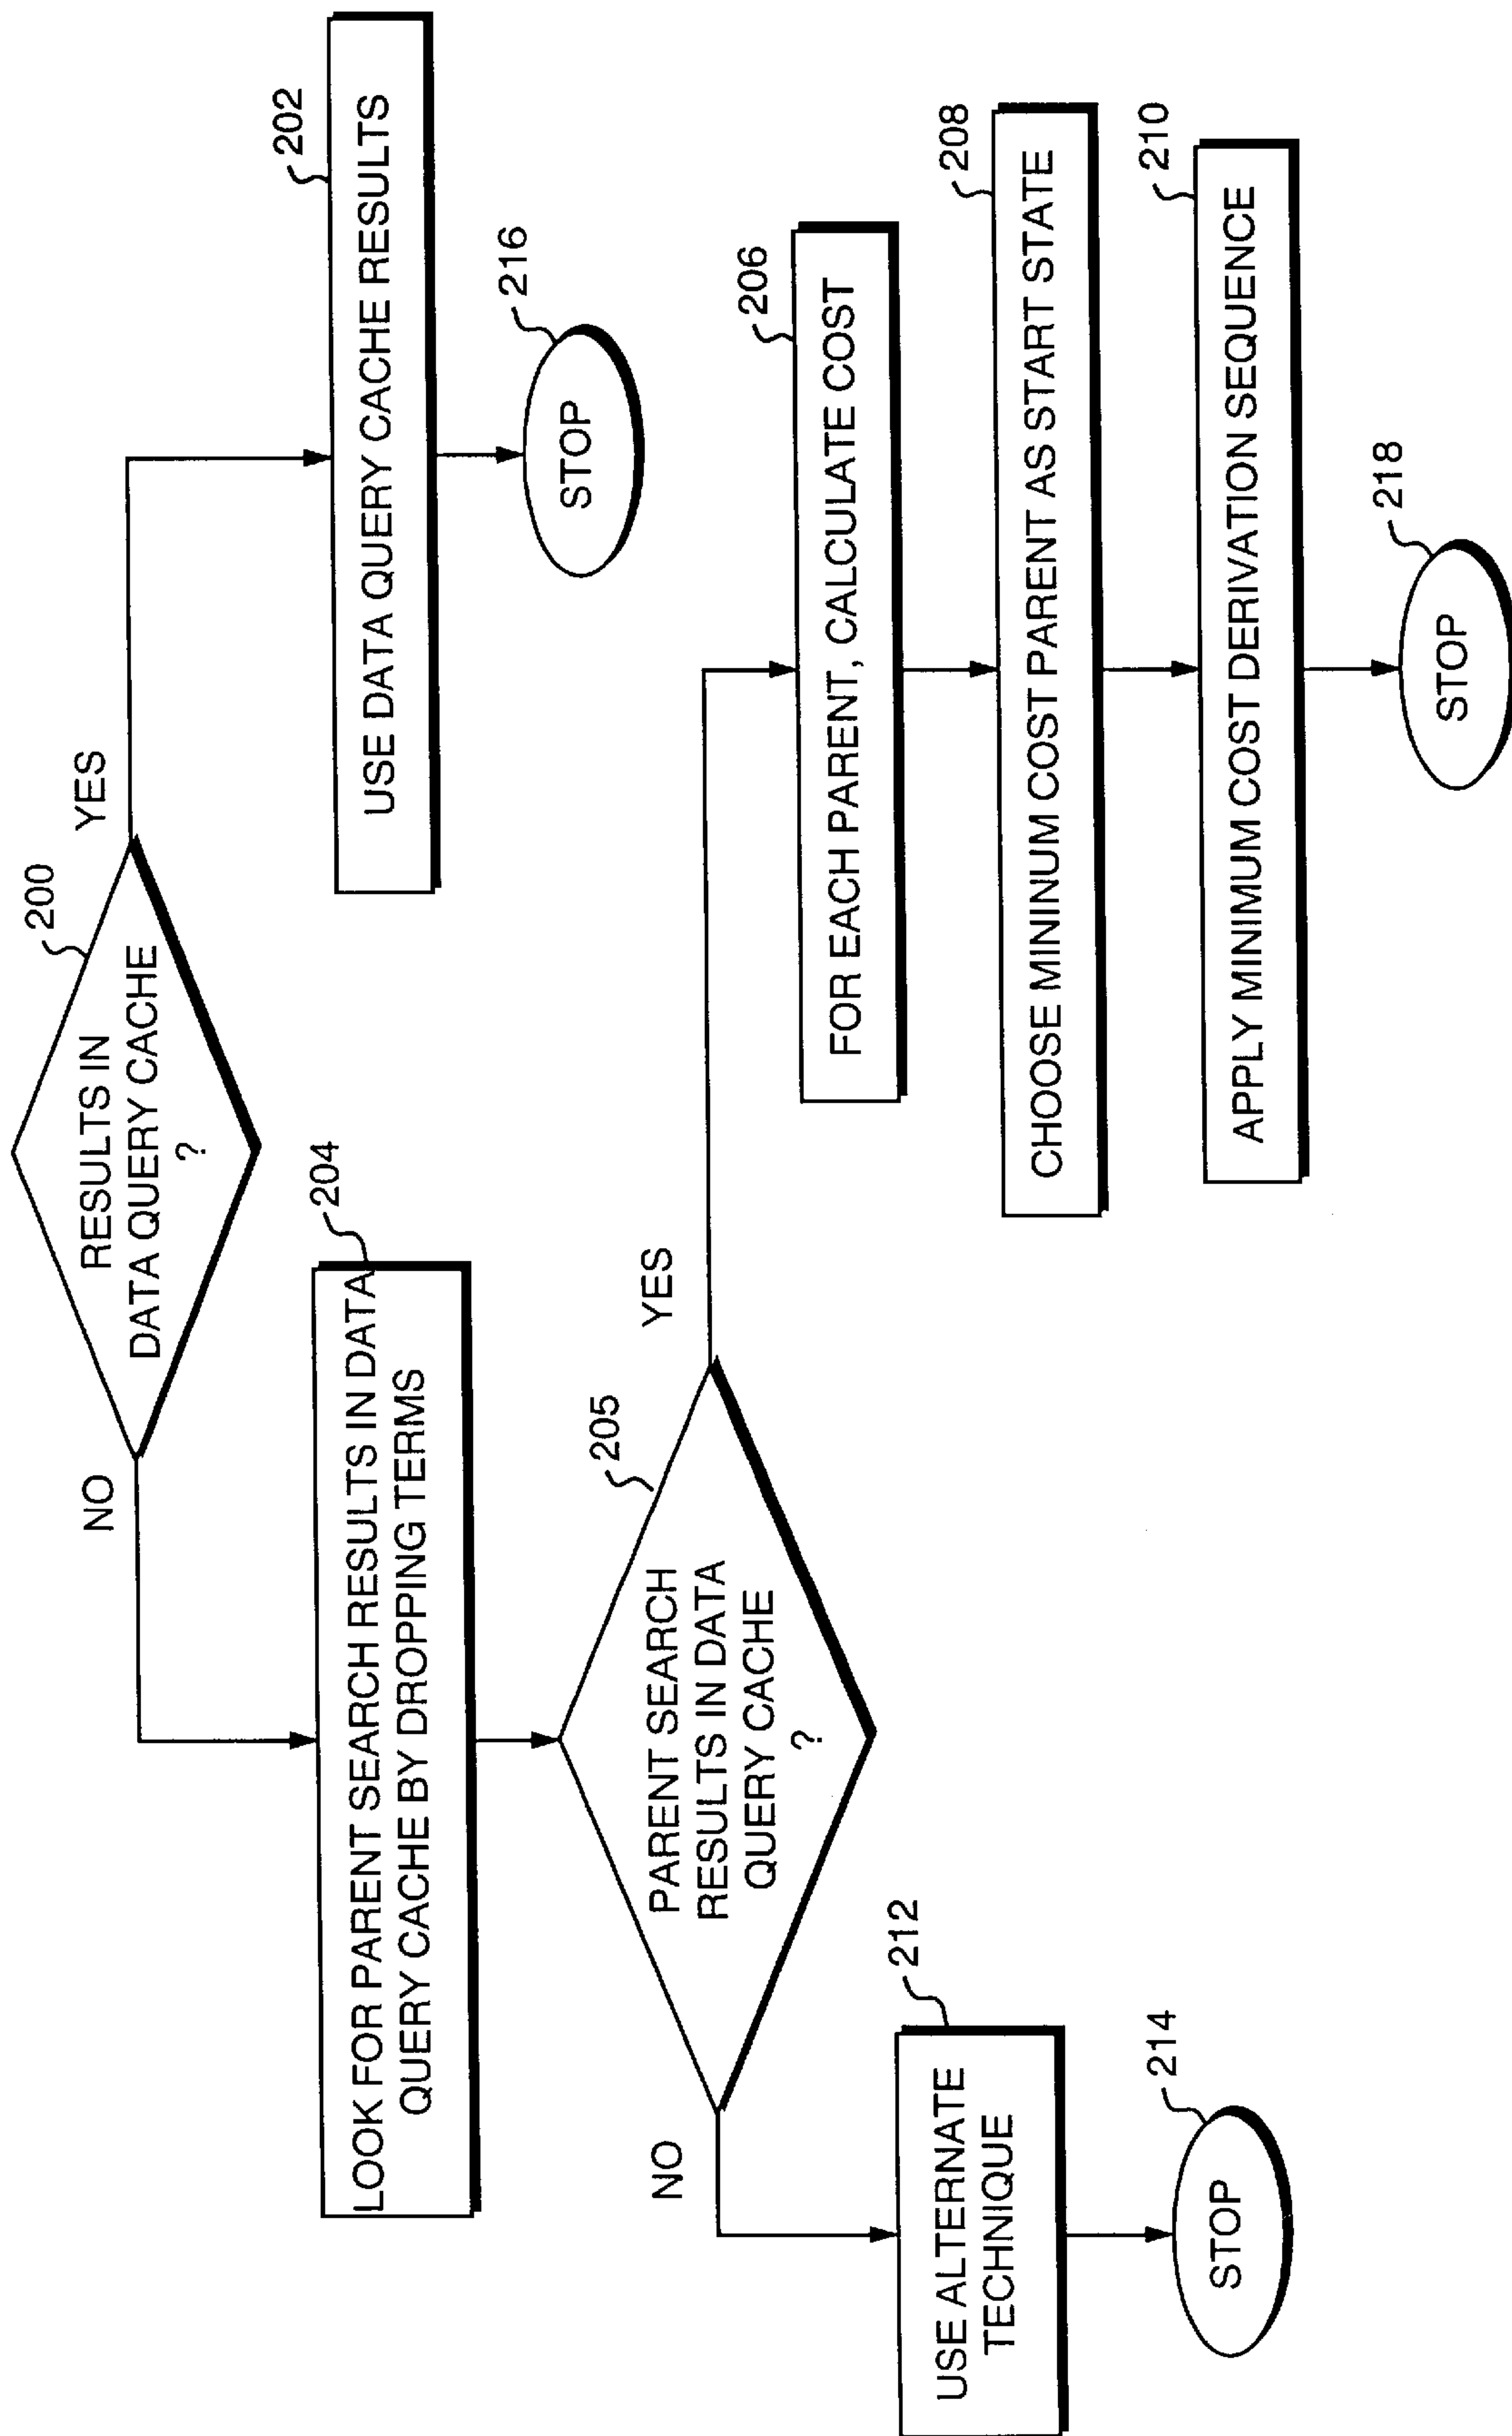 200
RESULTS IN
DATA QUERY CACHE
?
YES
NO
202
USE DATA QUERY CACHE RESULTS
216
STOP
204
LOOK FOR PARENT SEARCH RESULTS IN DATA
QUERY CACHE BY DROPPING TERMS
205
PARENT SEARCH
RESULTS IN DATA
QUERY CACHE
?
YES
NO
206
FOR EACH PARENT, CALCULATE COST
208
CHOOSE MININUM COST PARENT AS START STATE
210
APPLY MINIMUM COST DERIVATION SEQUENCE
218
STOP
212
USE ALTERNATE
TECHNIQUE
214
STOP